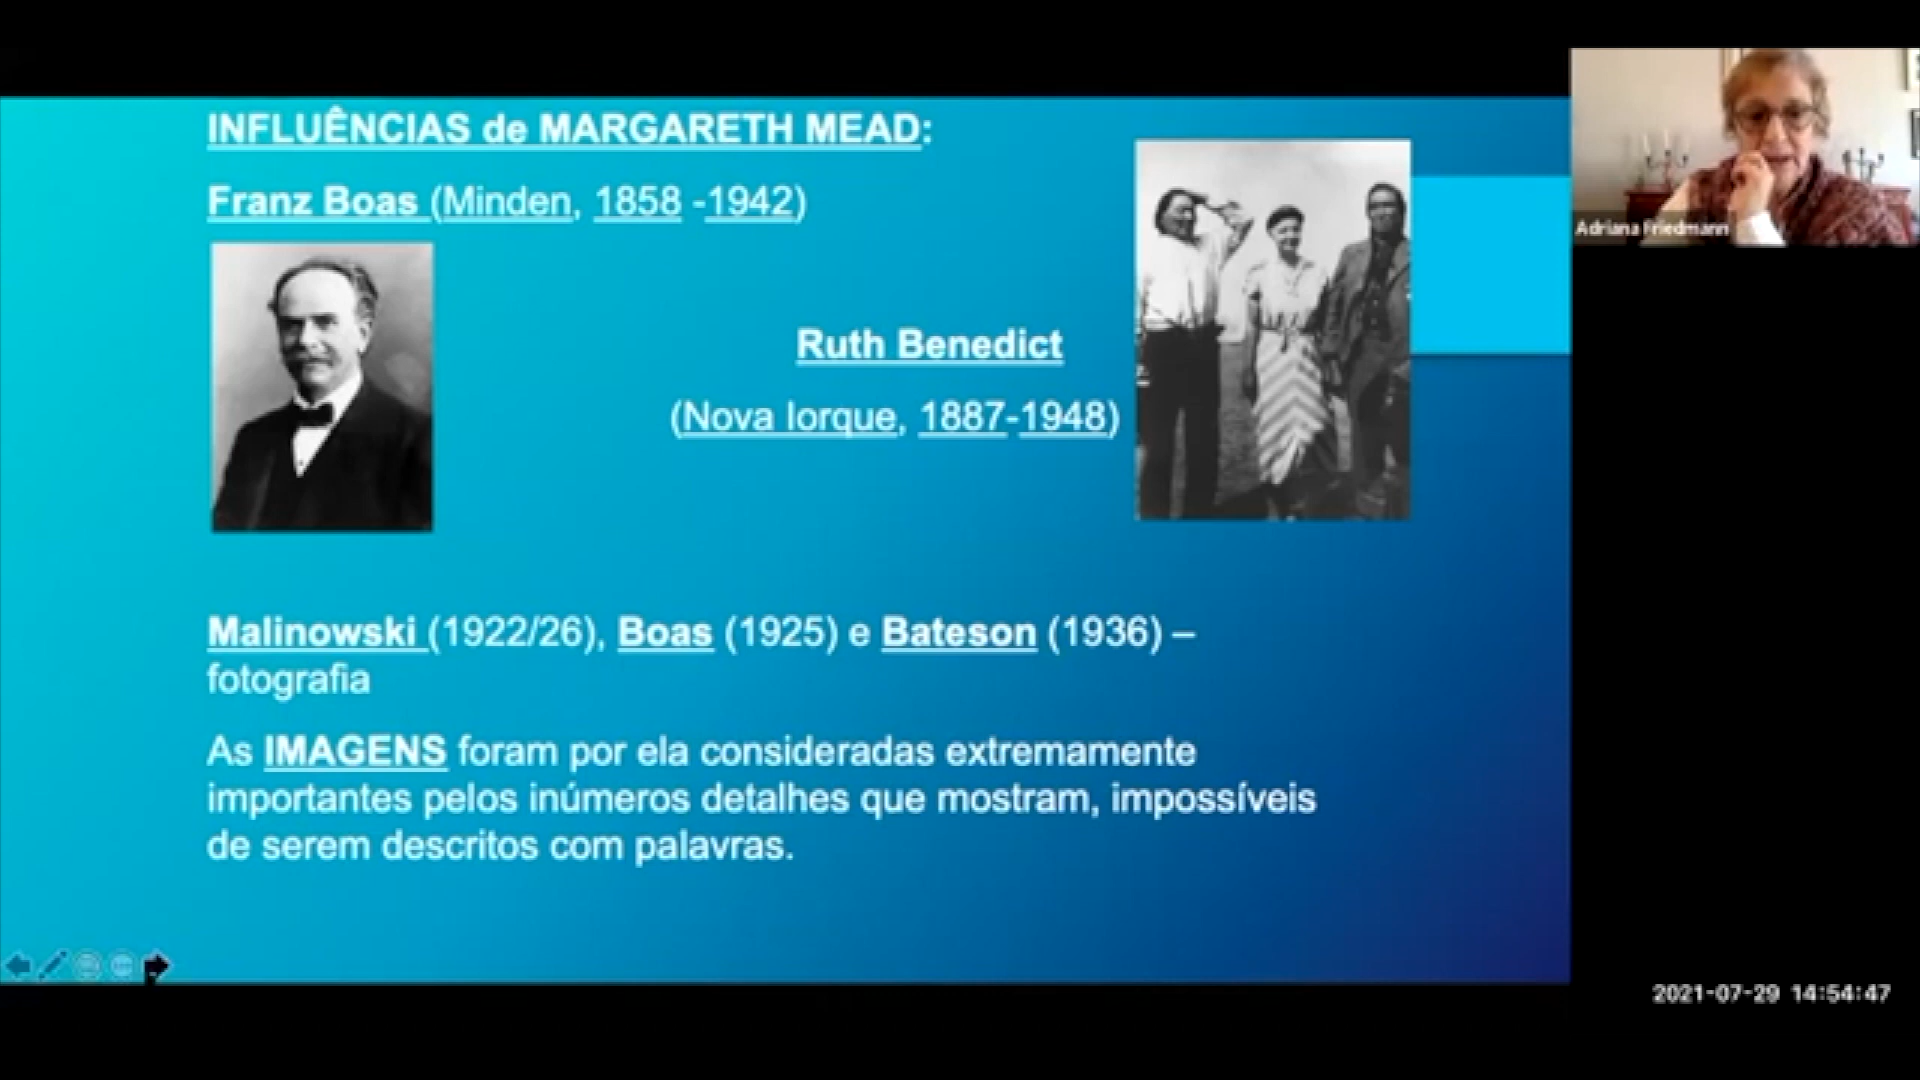 INFLUÊNCIAS de MARGARETH MEAD:
Franz Boas (Minden, 1858 -1942)
Ruth Benedict
(Nova Iorque, 1887-1948)
Malinowski (1922/26), Boas (1925) e Bateson (1936) –
fotografia
As IMAGENS foram por ela consideradas extremamente
importantes pelos inúmeros detalhes que mostram, impossíveis
de serem descritos com palavras.
Adriana Friedmann
2021-07-29 14:54:47